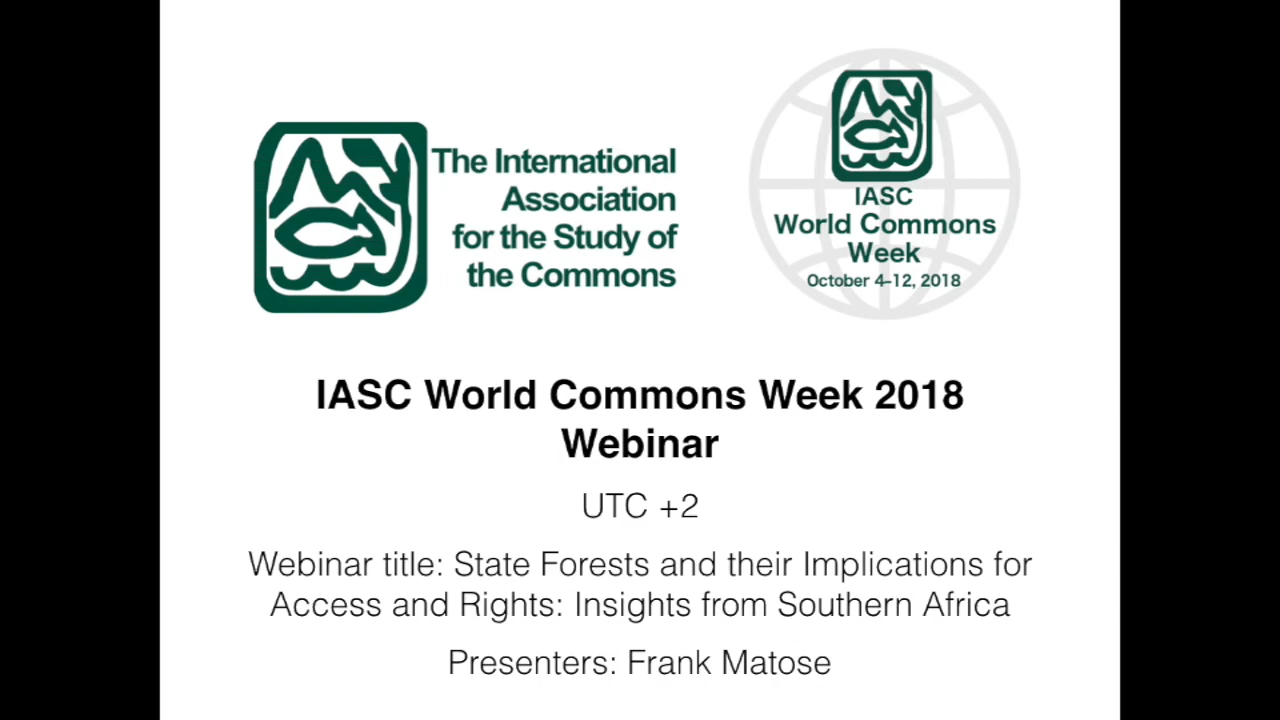 The International
Association
for the Study of
the Commons
IASC
World Commons
Week
October 4–12, 2018
IASC World Commons Week 2018
Webinar
UTC +2
Webinar title: State Forests and their Implications for
Access and Rights: Insights from Southern Africa
Presenters: Frank Matose